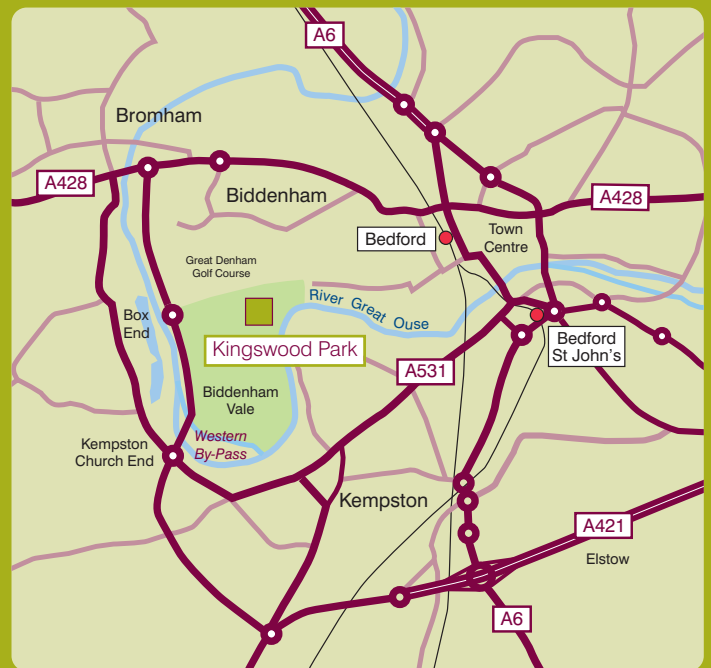 A6
Bromham
A428
Biddenham
A428
Bedford
Town
Centre
Great Denham
Golf Course
River Great Ouse
Box
End
Kingswood Park
Bedford
St John's
A531
Biddenham
Vale
Western
By-Pass
Kempston
Church End
Kempston
A421
Elstow
A6